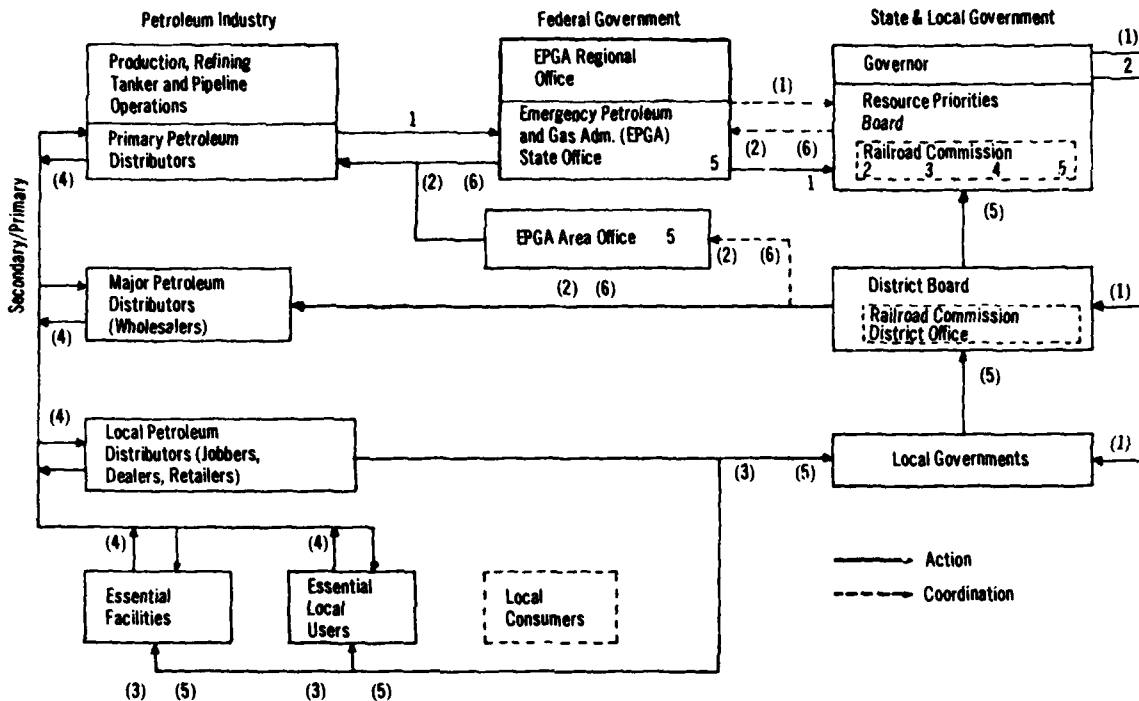 Petroleum Industry
Federal Government
State & Local Government
Production, Refining
Tanker and Pipeline
Operations
Primary Petroleum
Distributors
EPGA Regional
Office
Emergency Petroleum
and Gas Adm. (EPGA)
State Office
5
Governor
Resource Priorities
Board
Railroad Commission
2 3 4 5
(1)
2
1
(1)
(2) (6)
1
(2) (6)
(4)
Secondary/Primary
EPGA Area Office 5
(2) (6)
(5)
Major Petroleum
Distributors
(Wholesalers)
(4)
(2) (6)
District Board
Railroad Commission
District Office
(1)
(5)
(4)
Local Petroleum
Distributors (Jobbers,
Dealers, Retailers)
(3) (5)
Local Governments
(1)
(4)
(4)
Essential
Facilities
Essential
Local
Users
Local
Consumers
Action
Coordination
(3) (5)
(3) (5)